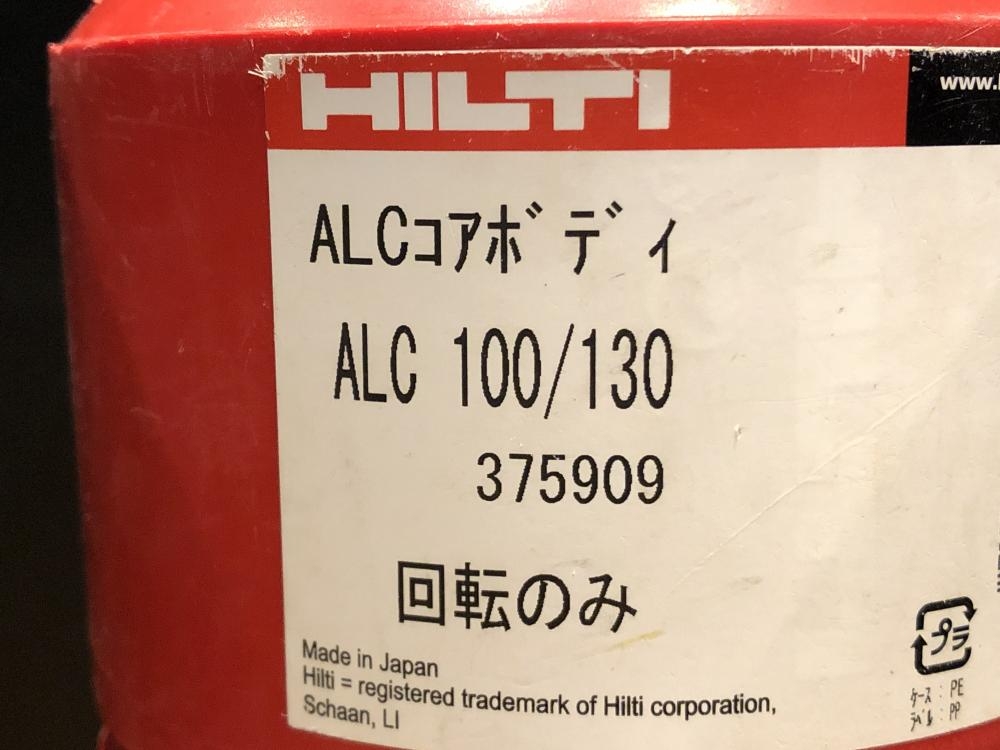 HILTI
www.
ALCｺｱﾎﾞﾃﾞｨ
ALC 100/130
375909
回転のみ
Made in Japan
Hilti = registered trademark of Hilti corporation,
Schaan, LI
プラ
ｹｰｽ : PE
ﾗﾍﾞﾙ : PP